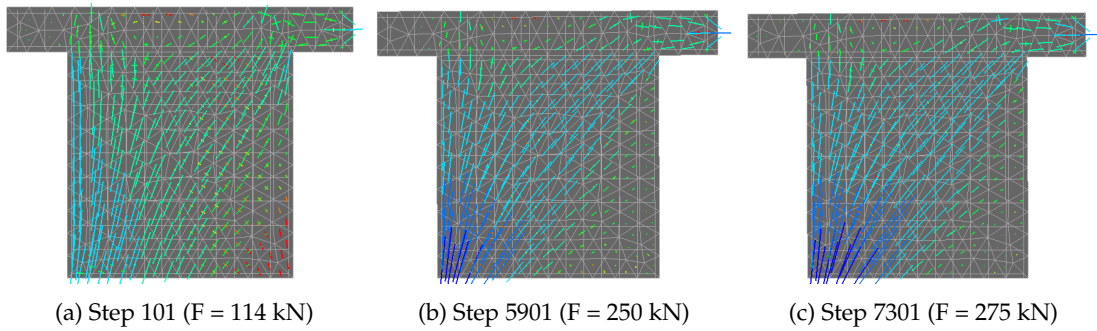 (a) Step 101 (F = 114 kN)
(b) Step 5901 (F = 250 kN)
(c) Step 7301 (F = 275 kN)